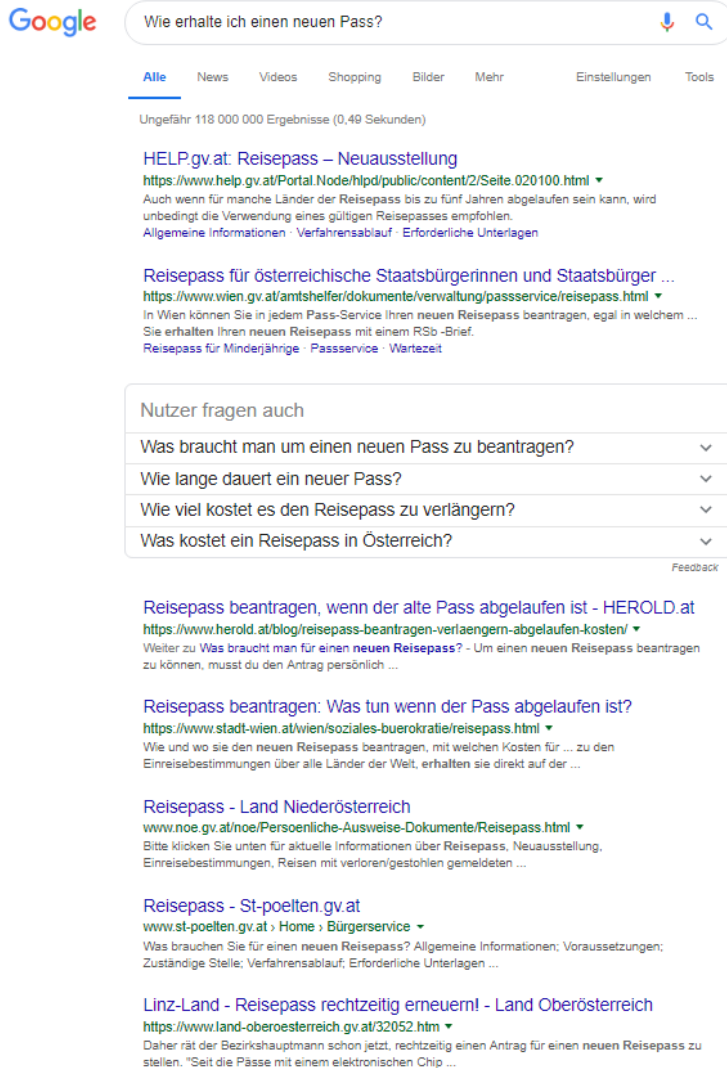 Google
Wie erhalte ich einen neuen Pass?
Alle News Videos Shopping Bilder Mehr Einstellungen Tools
Ungefähr 118 000 000 Ergebnisse (0,49 Sekunden)
HELP.gv.at: Reisepass – Neuausstellung
https://www.help.gv.at/Portal.Node/hlpd/public/content/2/Seite.020100.html
Auch wenn für manche Länder der Reisepass bis zu fünf Jahren abgelaufen sein kann, wird
unbedingt die Verwendung eines gültigen Reisepasses empfohlen.
Allgemeine Informationen · Verfahrensablauf · Erforderliche Unterlagen
Reisepass für österreichische Staatsbürgerinnen und Staatsbürger ...
https://www.wien.gv.at/amtshelfer/dokumente/verwaltung/passservice/reisepass.html
In Wien können Sie in jedem Pass-Service Ihren neuen Reisepass beantragen, egal in welchem ...
Sie erhalten Ihren neuen Reisepass mit einem RSb -Brief.
Reisepass für Minderjährige · Passservice · Wartezeit
Nutzer fragen auch
Was braucht man um einen neuen Pass zu beantragen?
Wie lange dauert ein neuer Pass?
Wie viel kostet es den Reisepass zu verlängern?
Was kostet ein Reisepass in Österreich?
Feedback
Reisepass beantragen, wenn der alte Pass abgelaufen ist - HEROLD.at
https://www.herold.at/blog/reisepass-beantragen-verlaengern-abgelaufen-kosten/
Weiter zu Was braucht man für einen neuen Reisepass? - Um einen neuen Reisepass beantragen
zu können, musst du den Antrag persönlich ...
Reisepass beantragen: Was tun wenn der Pass abgelaufen ist?
https://www.stadt-wien.at/wien/soziales-buerokratie/reisepass.html
Wie und wo sie den neuen Reisepass beantragen, mit welchen Kosten für ... zu den
Einreisebestimmungen über alle Länder der Welt, erhalten sie direkt auf der ...
Reisepass - Land Niederösterreich
www.noe.gv.at/noe/Persoenliche-Ausweise-Dokumente/Reisepass.html
Bitte klicken Sie unten für aktuelle Informationen über Reisepass, Neuausstellung,
Einreisebestimmungen, Reisen mit verloren/gestohlen gemeldeten ...
Reisepass - St-poelten.gv.at
www.st-poelten.gv.at › Home › Bürgerservice
Was brauchen Sie für einen neuen Reisepass? Allgemeine Informationen; Voraussetzungen;
Zuständige Stelle; Verfahrensablauf; Erforderliche Unterlagen ...
Linz-Land - Reisepass rechtzeitig erneuern! - Land Oberösterreich
https://www.land-oberoesterreich.gv.at/32052.htm
Daher rät der Bezirkshauptmann schon jetzt, rechtzeitig einen Antrag für einen neuen Reisepass zu
stellen. "Seit die Pässe mit einem elektronischen Chip ...